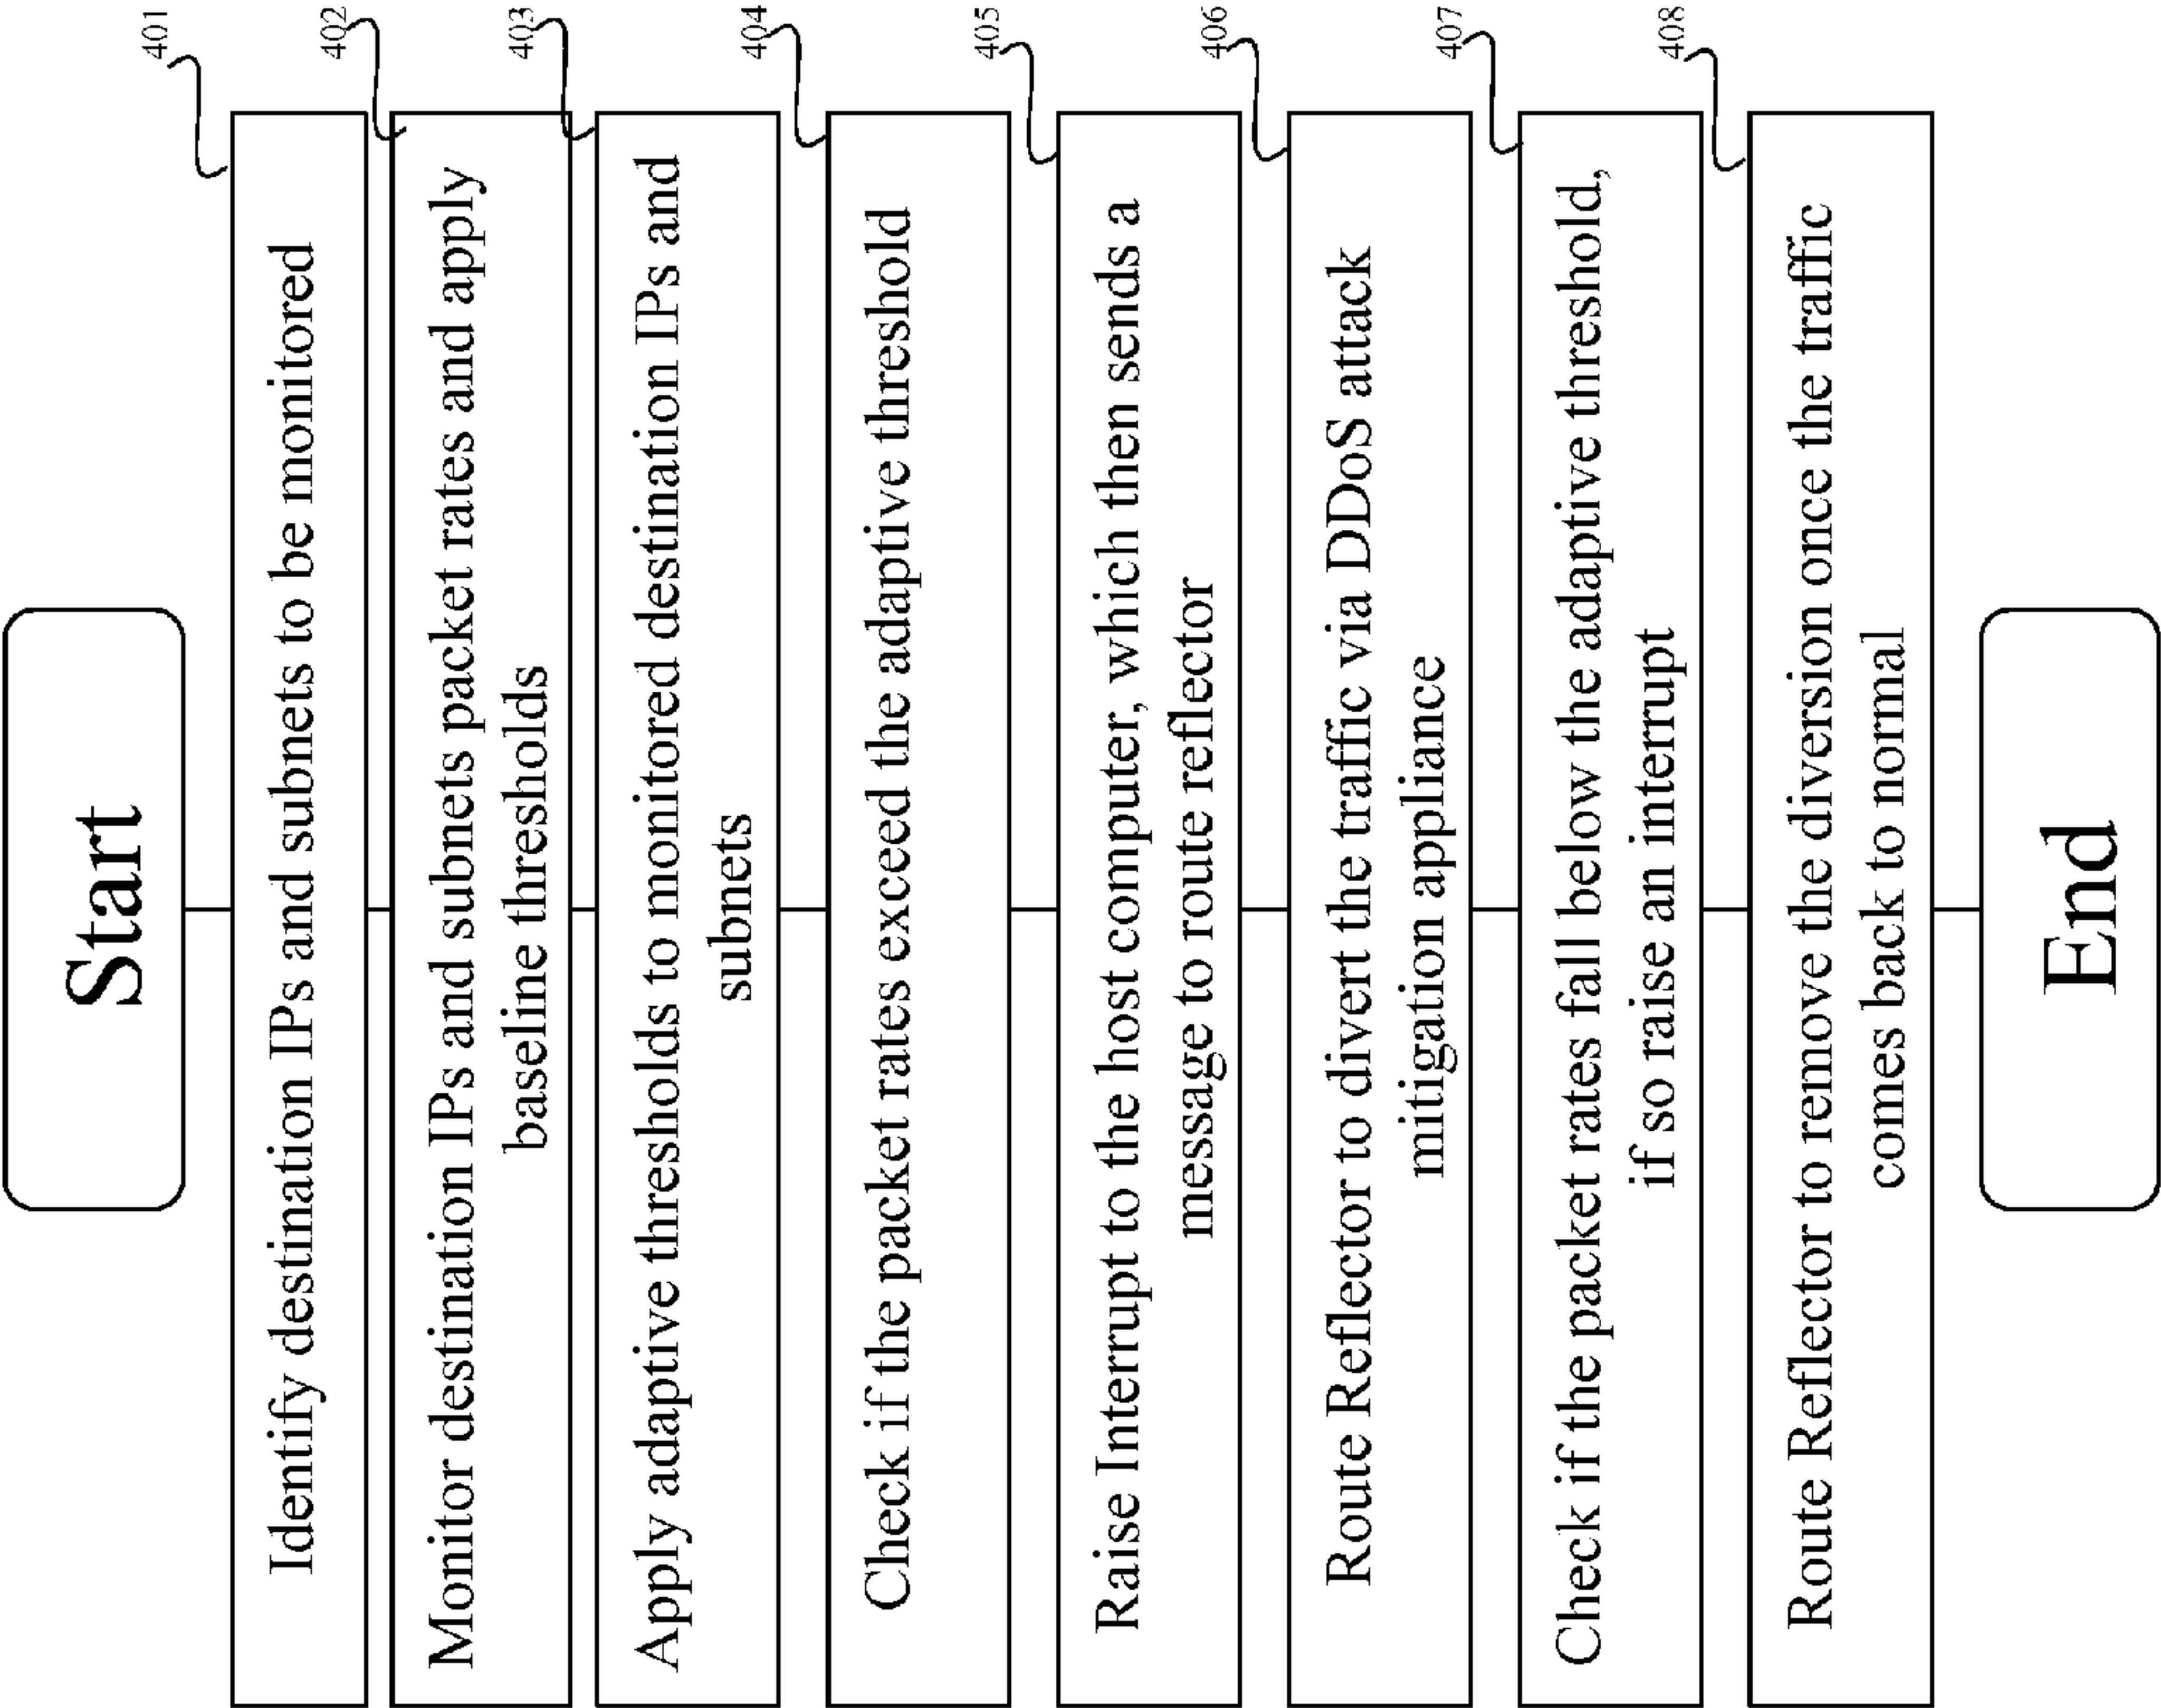 Start
401
Identify destination IPs and subnets to be monitored
402
Monitor destination IPs and subnets packet rates and apply
baseline thresholds
403
Apply adaptive thresholds to monitored destination IPs and
subnets
404
Check if the packet rates exceed the adaptive threshold
405
Raise Interrupt to the host computer, which then sends a
message to route reflector
406
Route Reflector to divert the traffic via DDoS attack
mitigation appliance
407
Check if the packet rates fall below the adaptive threshold,
if so raise an interrupt
408
Route Reflector to remove the diversion once the traffic
comes back to normal
End